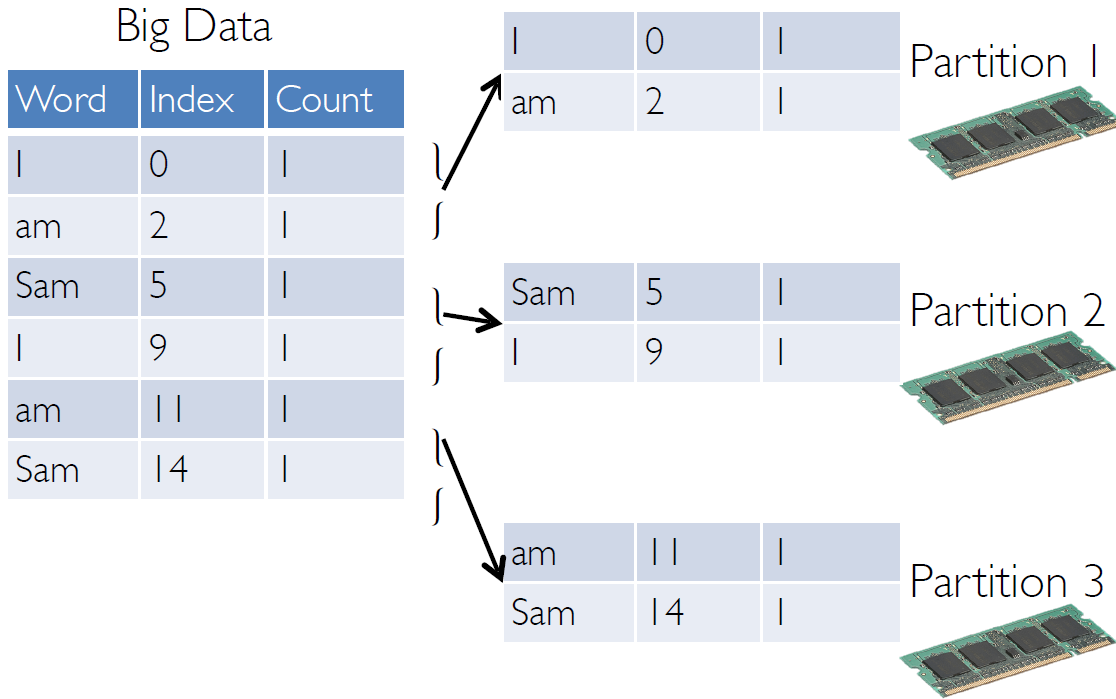 Big Data
Word Index Count
I 0 1
am 2 1
Sam 5 1
I 9 1
am 11 1
Sam 14 1
I 0 1
am 2 1
Partition 1
Sam 5 1
I 9 1
Partition 2
am 11 1
Sam 14 1
Partition 3